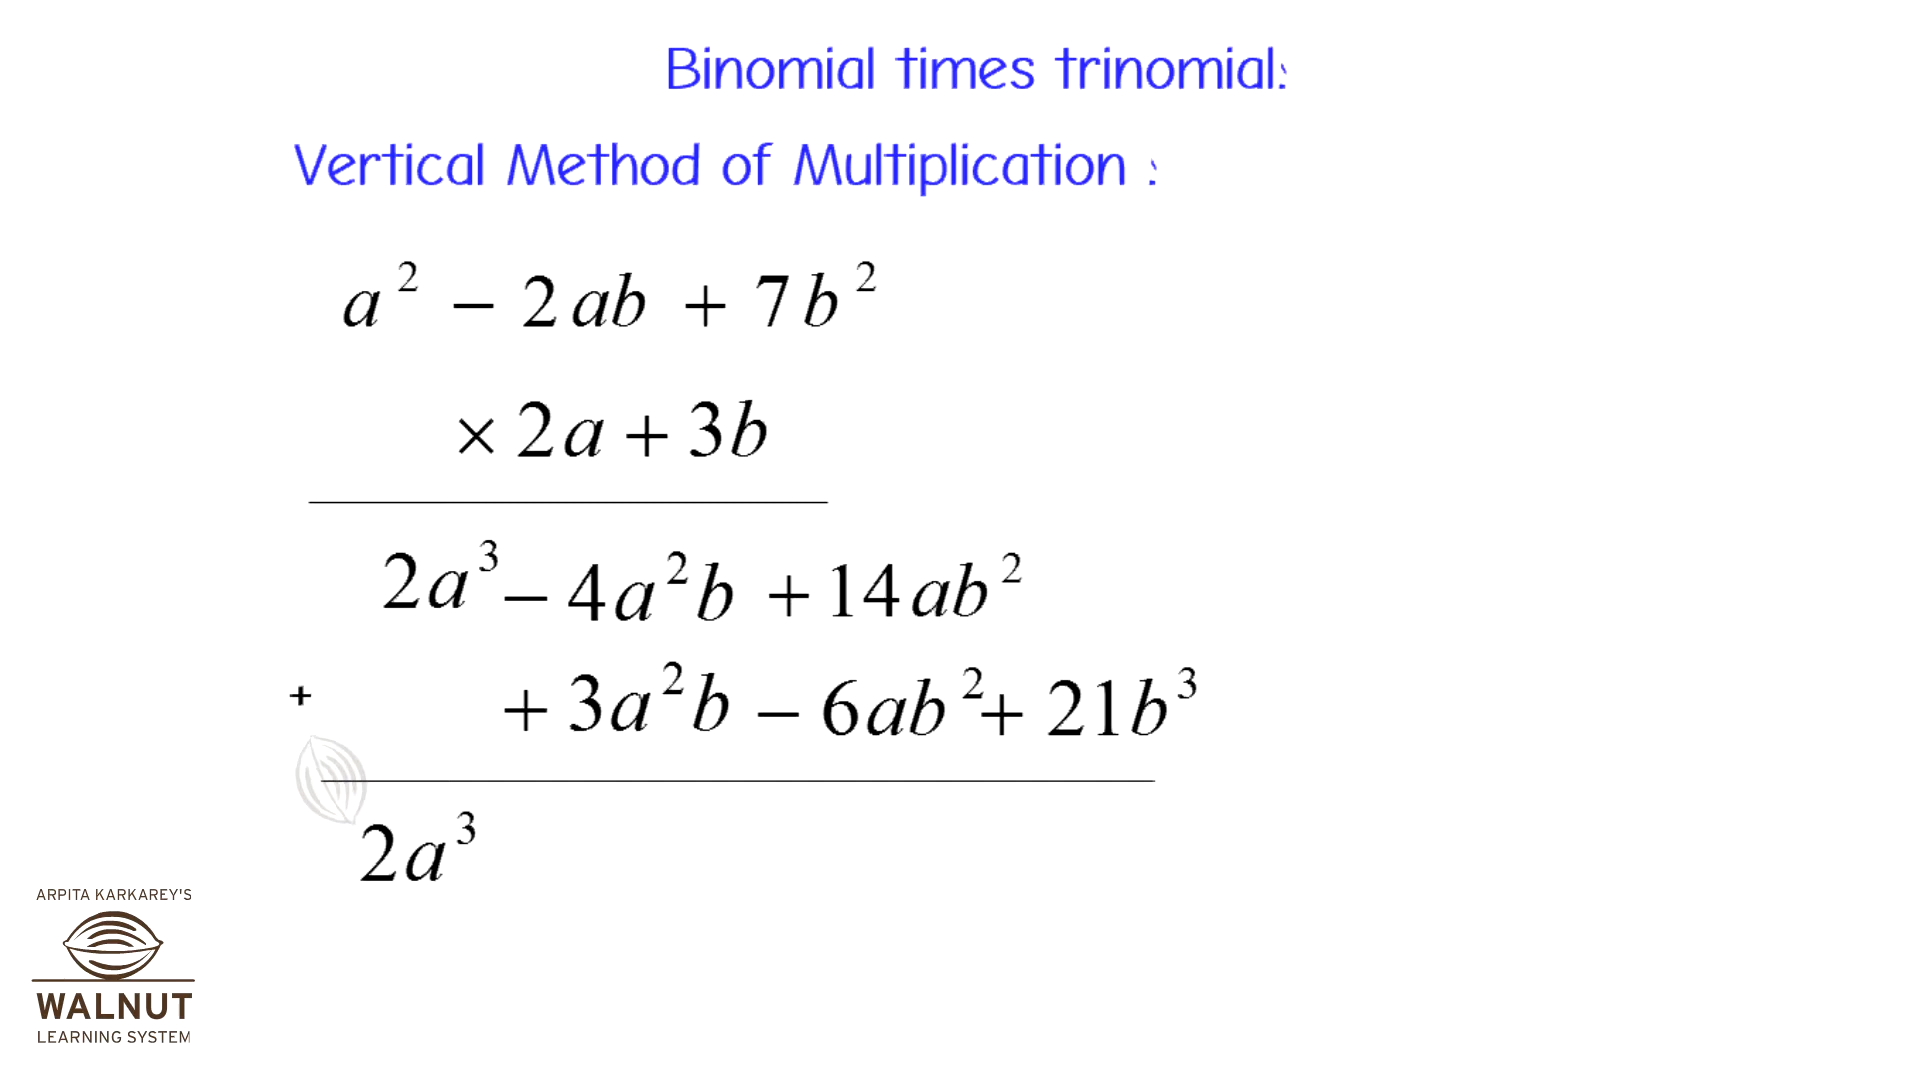 Binomial times trinomial:
Vertical Method of Multiplication :
a² − 2ab + 7b²
× 2a + 3b
2a³ − 4a²b + 14ab²
+ + 3a²b − 6ab² + 21b³
2a³
ARPITA KARKAREY'S
WALNUT
LEARNING SYSTEM